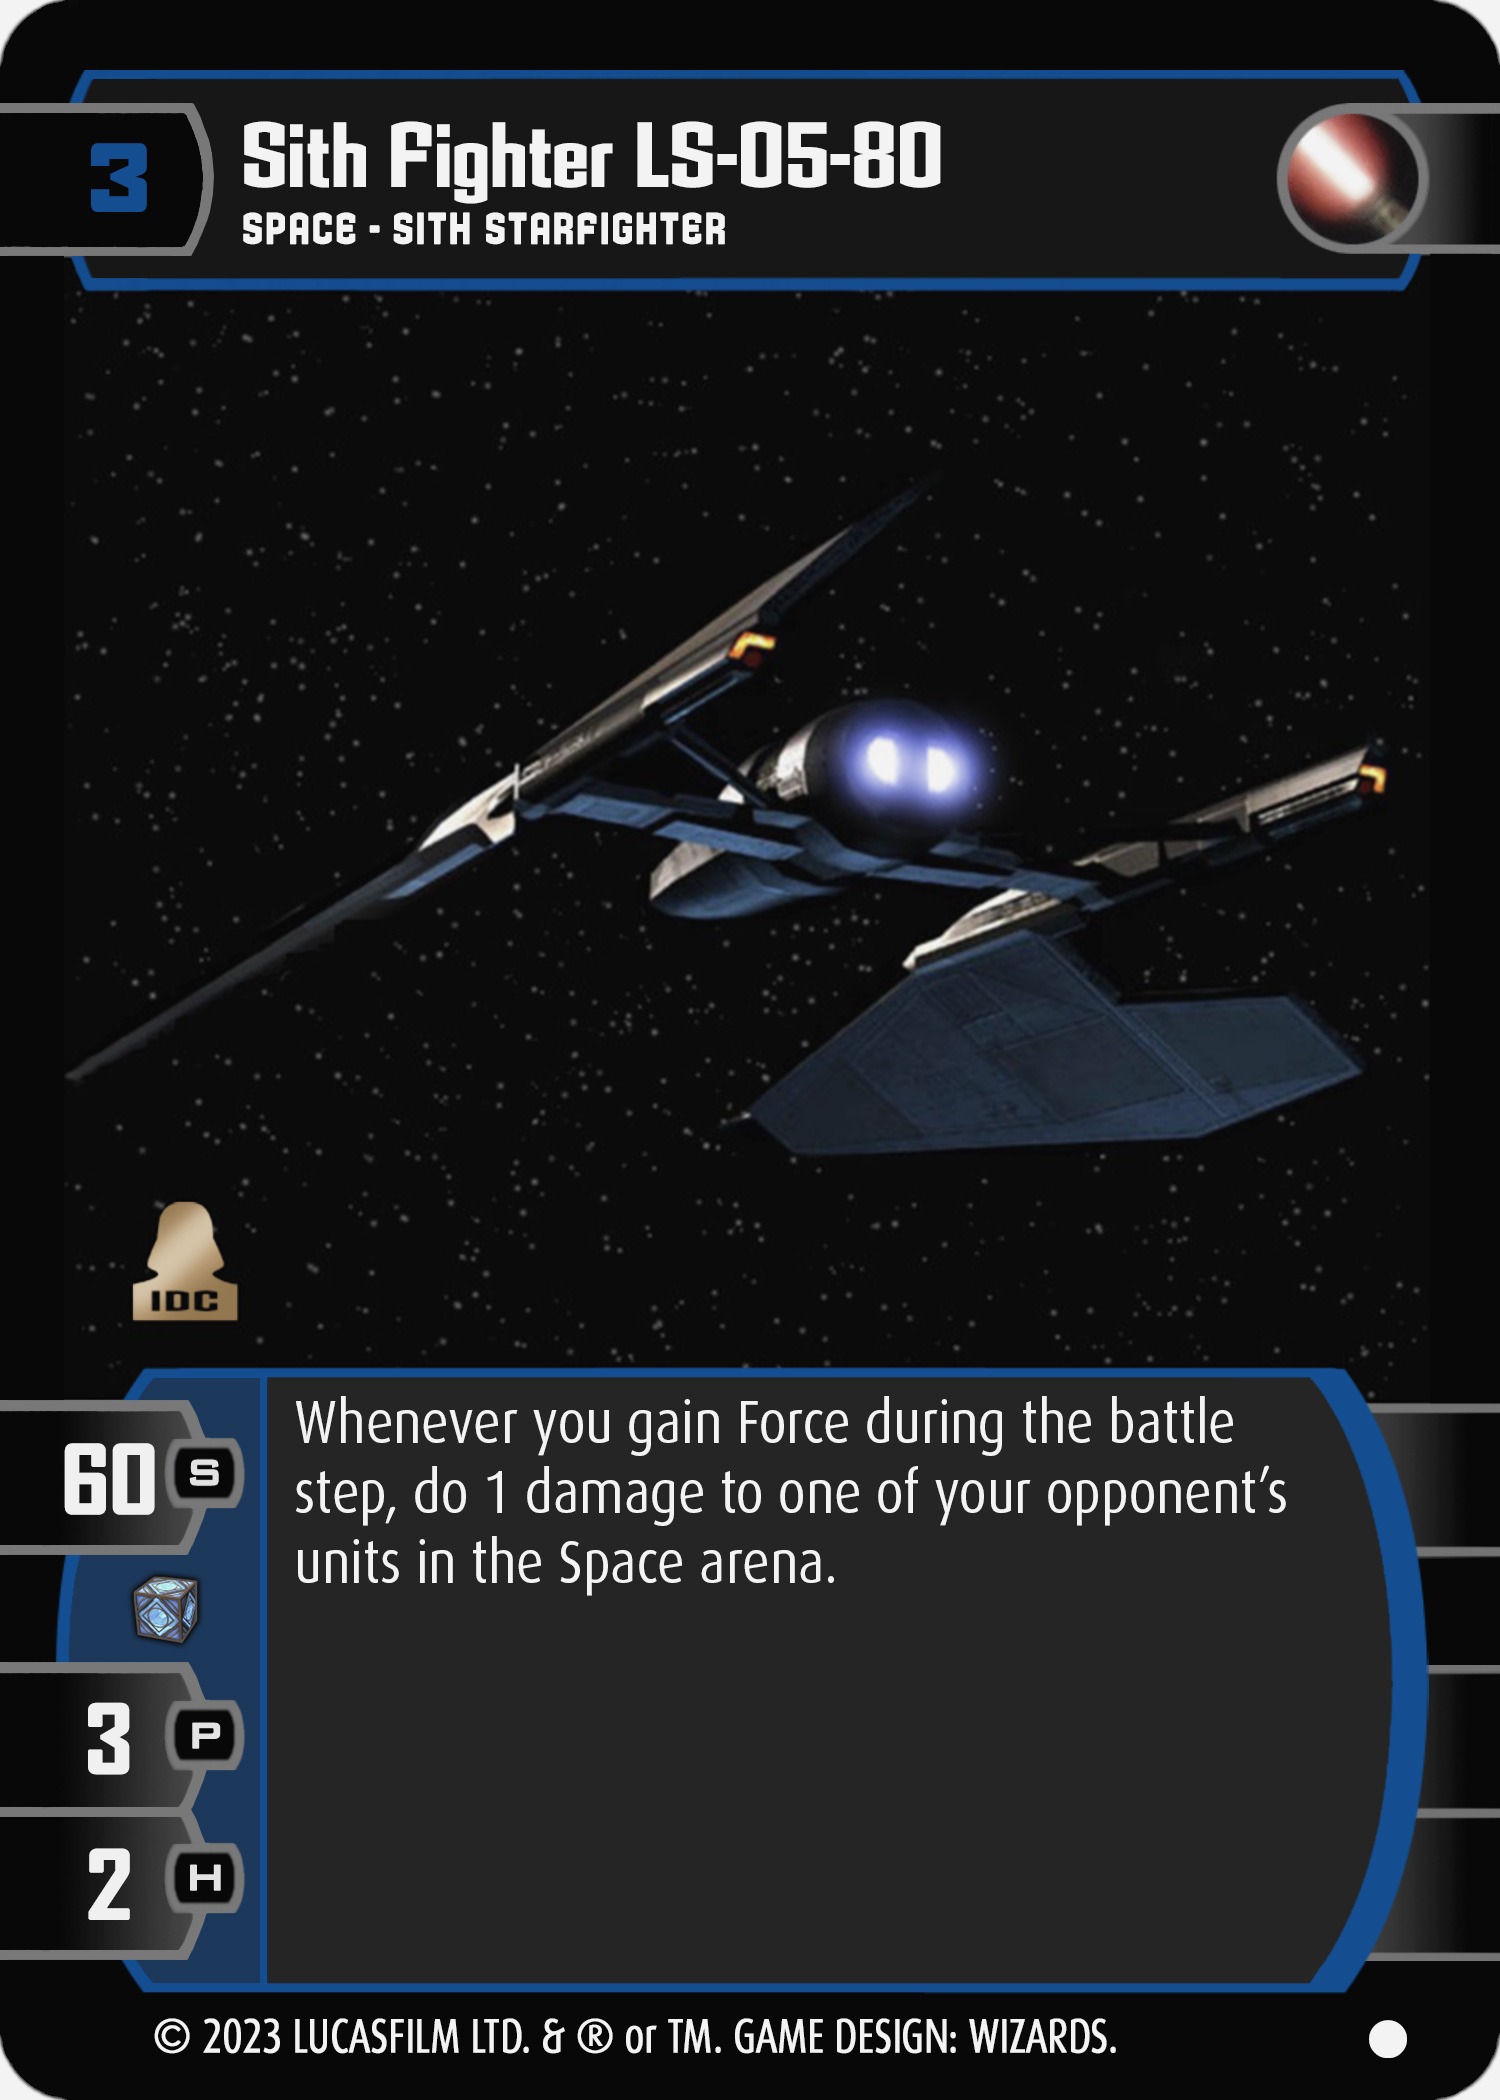 3
Sith Fighter LS-05-80
SPACE - SITH STARFIGHTER
IDC
60 S
Whenever you gain Force during the battle
step, do 1 damage to one of your opponent's
units in the Space arena.
3 P
2 H
© 2023 LUCASFILM LTD. & ® or TM. GAME DESIGN: WIZARDS.